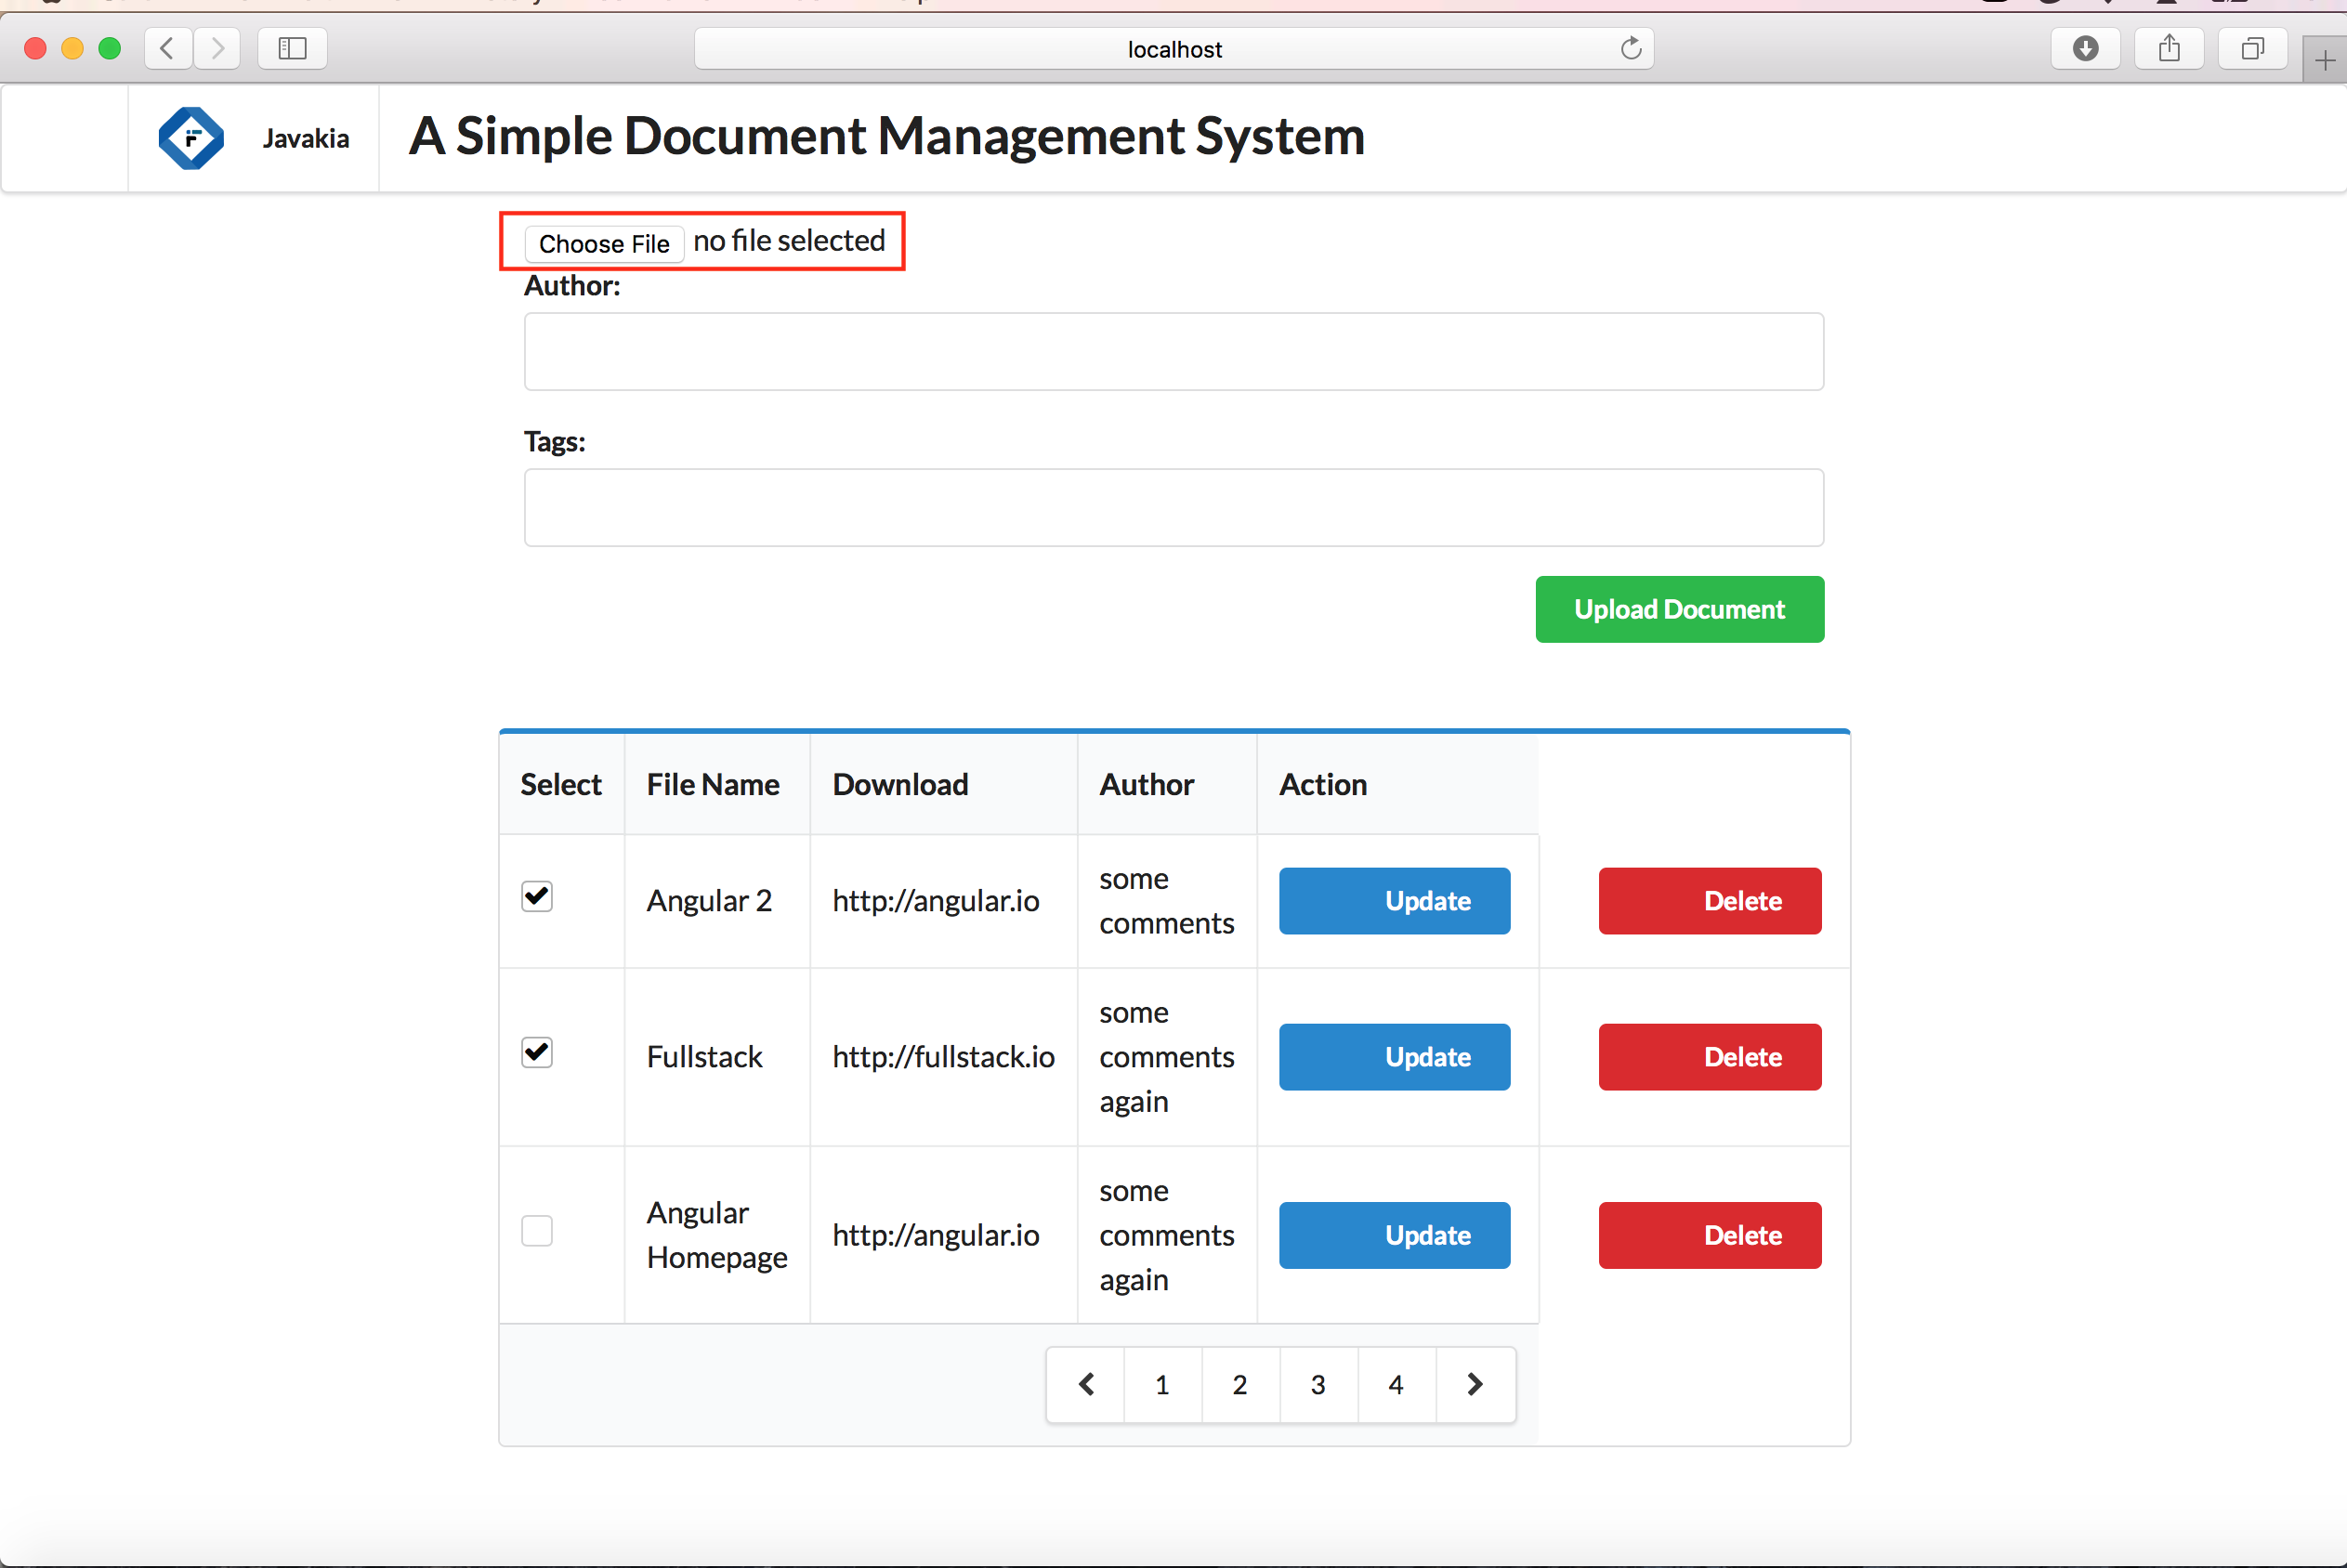 localhost
Javakia
A Simple Document Management System
Choose File no file selected
Author:
Tags:
Upload Document
Select File Name Download Author Action
Angular 2 http://angular.io some comments Update Delete
Fullstack http://fullstack.io some comments again Update Delete
Angular Homepage http://angular.io some comments again Update Delete
1 2 3 4